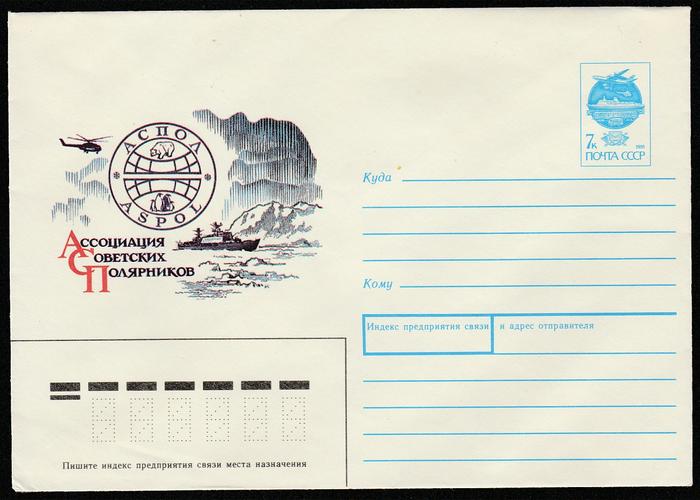 АСПОЛ
ASPOL
Ассоциация
Советских
Полярников
7к
ПОЧТА СССР
Куда
Кому
Индекс предприятия связи и адрес отправителя
Пишите индекс предприятия связи места назначения